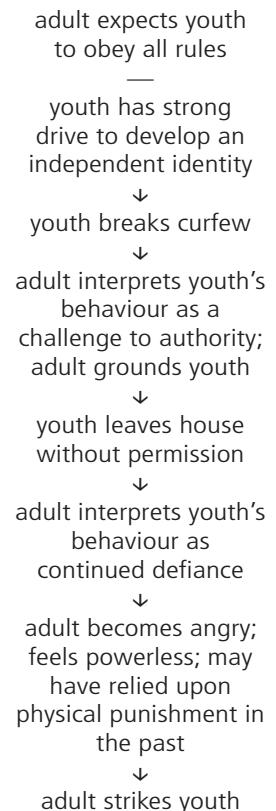 adult expects youth
to obey all rules
—
youth has strong
drive to develop an
independent identity
↓
youth breaks curfew
↓
adult interprets youth’s
behaviour as a
challenge to authority;
adult grounds youth
↓
youth leaves house
without permission
↓
adult interprets youth’s
behaviour as
continued defiance
↓
adult becomes angry;
feels powerless; may
have relied upon
physical punishment in
the past
↓
adult strikes youth